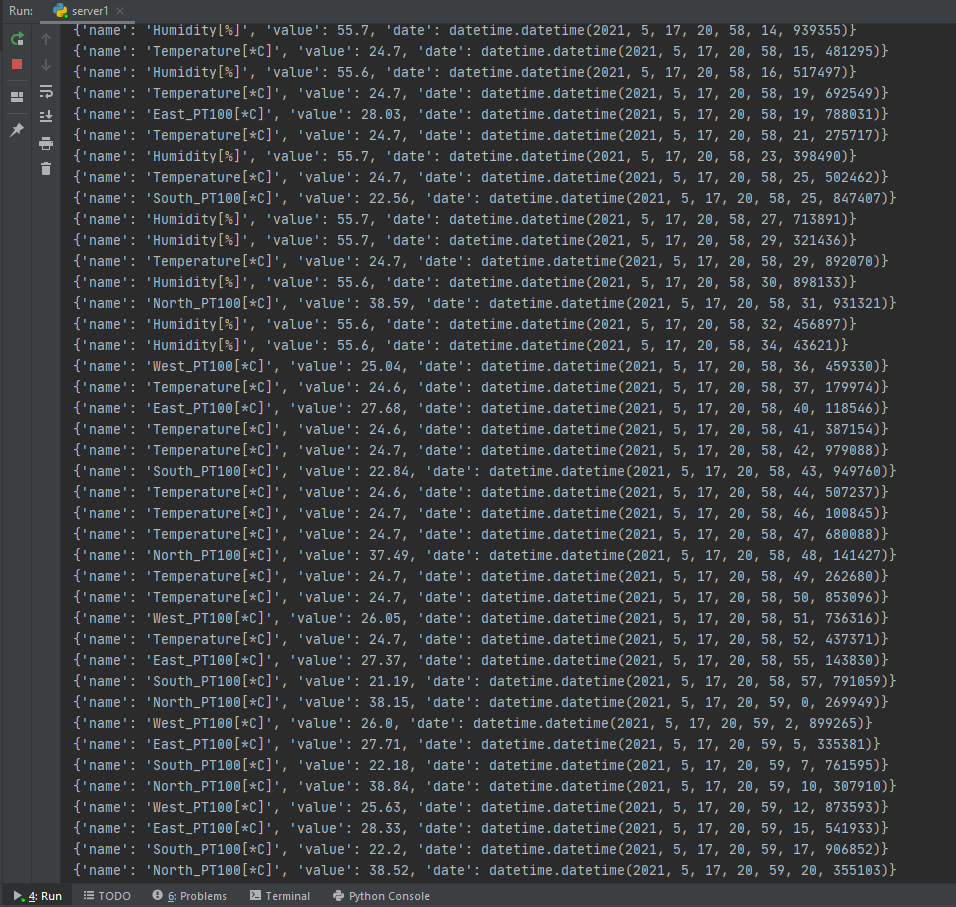 Run: server1
{'name': 'Humidity[%]', 'value': 55.7, 'date': datetime.datetime(2021, 5, 17, 20, 58, 14, 939355)}
{'name': 'Temperature[*C]', 'value': 24.7, 'date': datetime.datetime(2021, 5, 17, 20, 58, 15, 481295)}
{'name': 'Humidity[%]', 'value': 55.6, 'date': datetime.datetime(2021, 5, 17, 20, 58, 16, 517497)}
{'name': 'Temperature[*C]', 'value': 24.7, 'date': datetime.datetime(2021, 5, 17, 20, 58, 19, 692549)}
{'name': 'East_PT100[*C]', 'value': 28.03, 'date': datetime.datetime(2021, 5, 17, 20, 58, 19, 788031)}
{'name': 'Temperature[*C]', 'value': 24.7, 'date': datetime.datetime(2021, 5, 17, 20, 58, 21, 275717)}
{'name': 'Humidity[%]', 'value': 55.7, 'date': datetime.datetime(2021, 5, 17, 20, 58, 23, 398490)}
{'name': 'Temperature[*C]', 'value': 24.7, 'date': datetime.datetime(2021, 5, 17, 20, 58, 25, 502462)}
{'name': 'South_PT100[*C]', 'value': 22.56, 'date': datetime.datetime(2021, 5, 17, 20, 58, 25, 847407)}
{'name': 'Humidity[%]', 'value': 55.7, 'date': datetime.datetime(2021, 5, 17, 20, 58, 27, 713891)}
{'name': 'Humidity[%]', 'value': 55.7, 'date': datetime.datetime(2021, 5, 17, 20, 58, 29, 321436)}
{'name': 'Temperature[*C]', 'value': 24.7, 'date': datetime.datetime(2021, 5, 17, 20, 58, 29, 892070)}
{'name': 'Humidity[%]', 'value': 55.6, 'date': datetime.datetime(2021, 5, 17, 20, 58, 30, 898133)}
{'name': 'North_PT100[*C]', 'value': 38.59, 'date': datetime.datetime(2021, 5, 17, 20, 58, 31, 931321)}
{'name': 'Humidity[%]', 'value': 55.6, 'date': datetime.datetime(2021, 5, 17, 20, 58, 32, 456897)}
{'name': 'Humidity[%]', 'value': 55.6, 'date': datetime.datetime(2021, 5, 17, 20, 58, 34, 43621)}
{'name': 'West_PT100[*C]', 'value': 25.04, 'date': datetime.datetime(2021, 5, 17, 20, 58, 36, 459330)}
{'name': 'Temperature[*C]', 'value': 24.6, 'date': datetime.datetime(2021, 5, 17, 20, 58, 37, 179974)}
{'name': 'East_PT100[*C]', 'value': 27.68, 'date': datetime.datetime(2021, 5, 17, 20, 58, 40, 118546)}
{'name': 'Temperature[*C]', 'value': 24.6, 'date': datetime.datetime(2021, 5, 17, 20, 58, 41, 387154)}
{'name': 'Temperature[*C]', 'value': 24.7, 'date': datetime.datetime(2021, 5, 17, 20, 58, 42, 979088)}
{'name': 'South_PT100[*C]', 'value': 22.84, 'date': datetime.datetime(2021, 5, 17, 20, 58, 43, 949760)}
{'name': 'Temperature[*C]', 'value': 24.6, 'date': datetime.datetime(2021, 5, 17, 20, 58, 44, 507237)}
{'name': 'Temperature[*C]', 'value': 24.7, 'date': datetime.datetime(2021, 5, 17, 20, 58, 46, 100845)}
{'name': 'Temperature[*C]', 'value': 24.7, 'date': datetime.datetime(2021, 5, 17, 20, 58, 47, 680088)}
{'name': 'North_PT100[*C]', 'value': 37.49, 'date': datetime.datetime(2021, 5, 17, 20, 58, 48, 141427)}
{'name': 'Temperature[*C]', 'value': 24.7, 'date': datetime.datetime(2021, 5, 17, 20, 58, 49, 262680)}
{'name': 'Temperature[*C]', 'value': 24.7, 'date': datetime.datetime(2021, 5, 17, 20, 58, 50, 853096)}
{'name': 'West_PT100[*C]', 'value': 26.05, 'date': datetime.datetime(2021, 5, 17, 20, 58, 51, 736316)}
{'name': 'Temperature[*C]', 'value': 24.7, 'date': datetime.datetime(2021, 5, 17, 20, 58, 52, 437371)}
{'name': 'East_PT100[*C]', 'value': 27.37, 'date': datetime.datetime(2021, 5, 17, 20, 58, 55, 143830)}
{'name': 'South_PT100[*C]', 'value': 21.19, 'date': datetime.datetime(2021, 5, 17, 20, 58, 57, 791059)}
{'name': 'North_PT100[*C]', 'value': 38.15, 'date': datetime.datetime(2021, 5, 17, 20, 59, 0, 269949)}
{'name': 'West_PT100[*C]', 'value': 26.0, 'date': datetime.datetime(2021, 5, 17, 20, 59, 2, 899265)}
{'name': 'East_PT100[*C]', 'value': 27.71, 'date': datetime.datetime(2021, 5, 17, 20, 59, 5, 335381)}
{'name': 'South_PT100[*C]', 'value': 22.18, 'date': datetime.datetime(2021, 5, 17, 20, 59, 7, 761595)}
{'name': 'North_PT100[*C]', 'value': 38.84, 'date': datetime.datetime(2021, 5, 17, 20, 59, 10, 307910)}
{'name': 'West_PT100[*C]', 'value': 25.63, 'date': datetime.datetime(2021, 5, 17, 20, 59, 12, 873593)}
{'name': 'East_PT100[*C]', 'value': 28.33, 'date': datetime.datetime(2021, 5, 17, 20, 59, 15, 541933)}
{'name': 'South_PT100[*C]', 'value': 22.2, 'date': datetime.datetime(2021, 5, 17, 20, 59, 17, 906852)}
{'name': 'North_PT100[*C]', 'value': 38.52, 'date': datetime.datetime(2021, 5, 17, 20, 59, 20, 355103)}
4: Run TODO 6: Problems Terminal Python Console